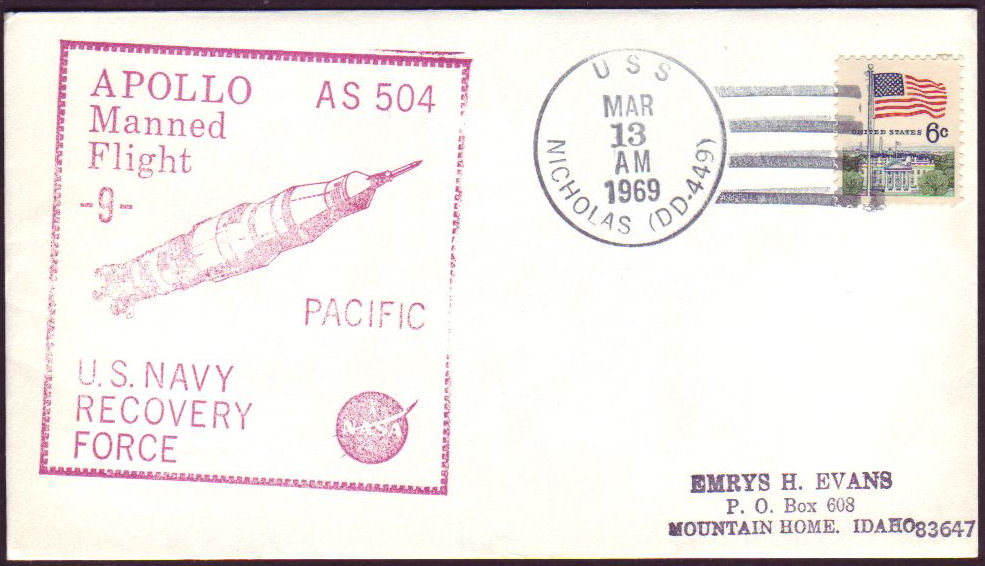 APOLLO
Manned
Flight
-9-
AS 504
PACIFIC
U.S. NAVY
RECOVERY
FORCE
NASA
USS
MAR
13
AM
1969
NICHOLAS (DD-449)
UNITED STATES 6c
EMRYS H. EVANS
P. O. Box 608
MOUNTAIN HOME. IDAHO 83647